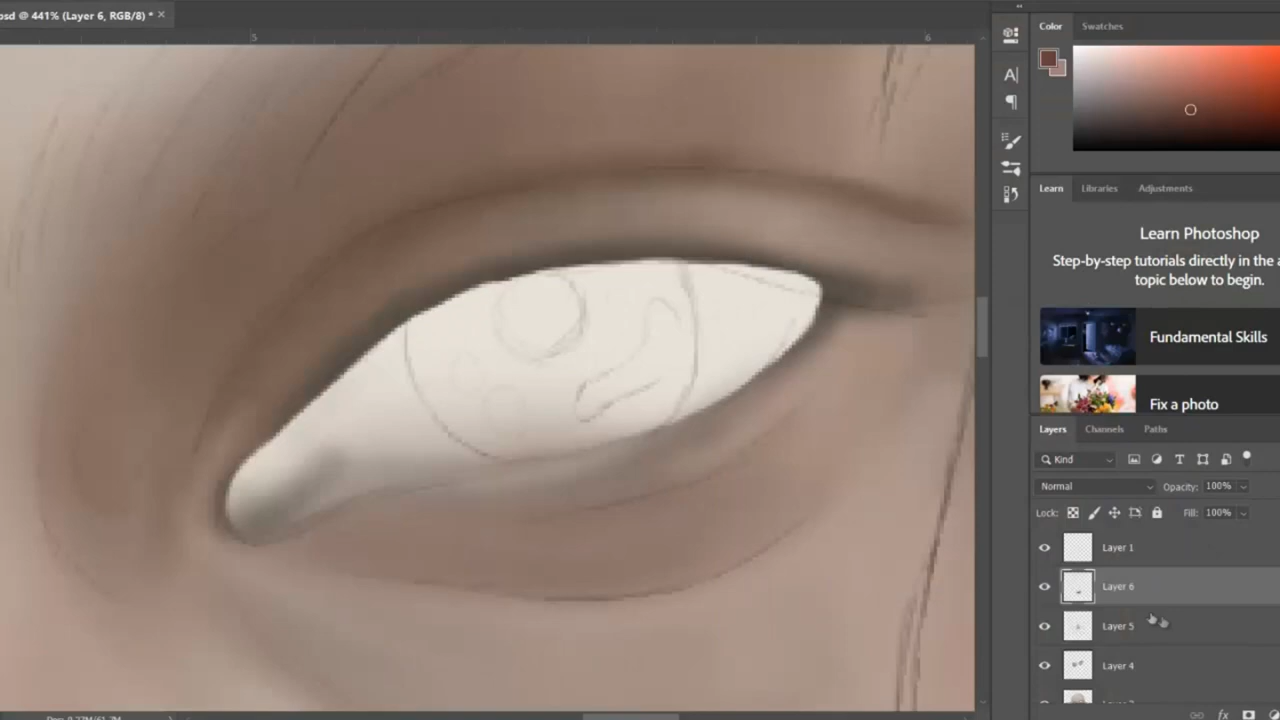 psd @ 441% (Layer 6, RGB/8) * ×
5
6
Color
Swatches
Learn
Libraries
Adjustments
Learn Photoshop
Step-by-step tutorials directly in the a
topic below to begin.
Fundamental Skills
Fix a photo
Layers
Channels
Paths
Kind
Normal
Opacity: 100%
Lock:
Fill: 100%
Layer 1
Layer 6
Layer 5
Layer 4
fx